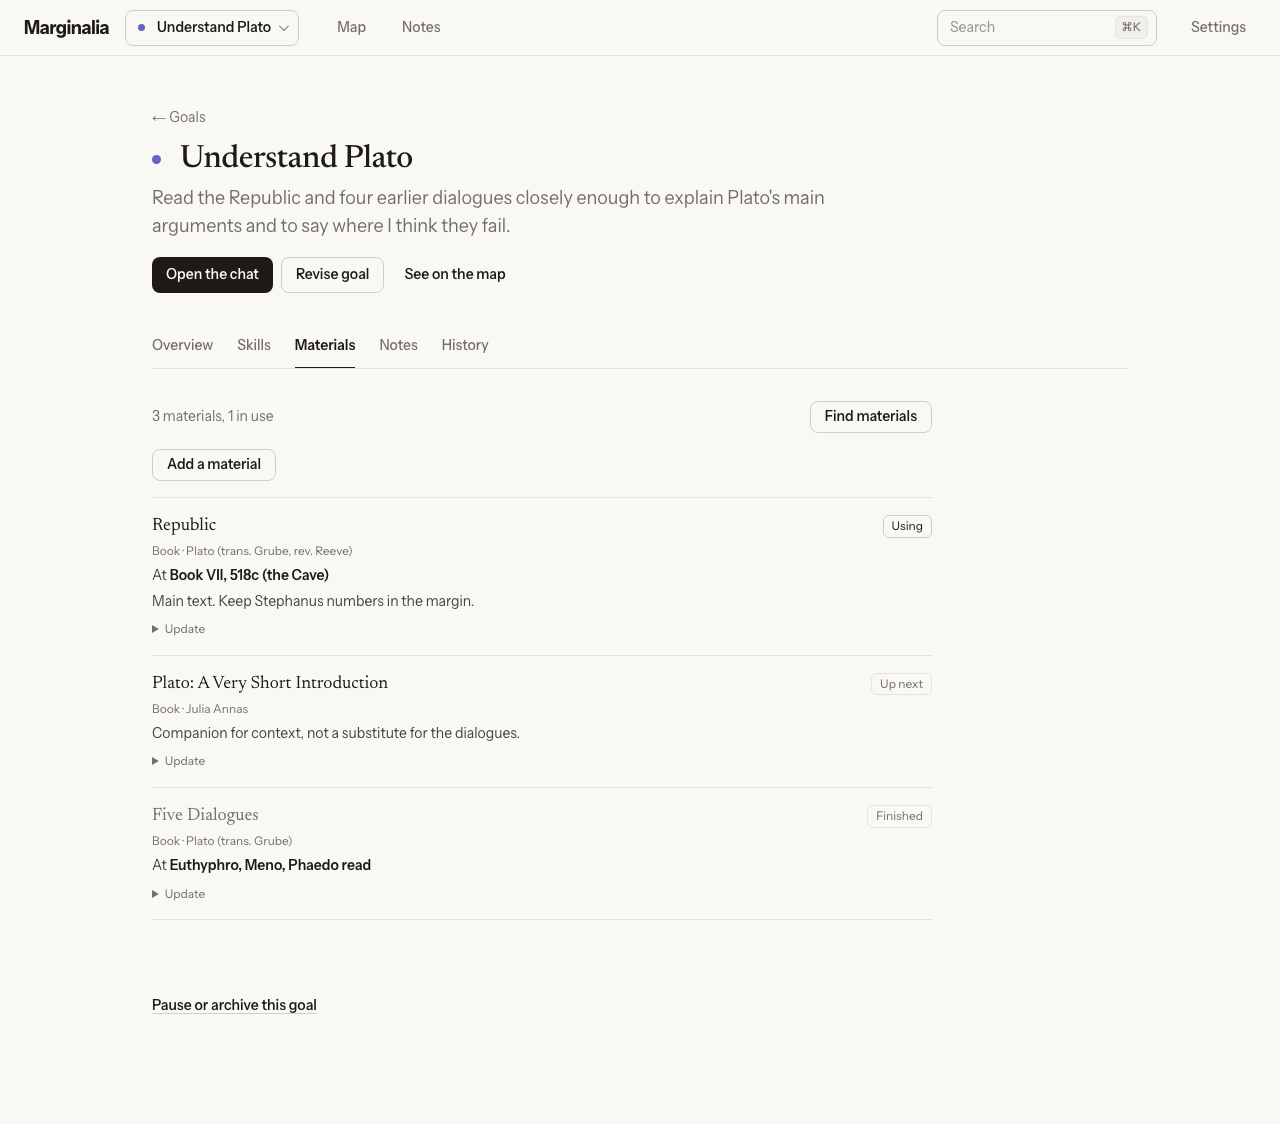 Marginalia
Understand Plato
Map
Notes
Search
⌘K
Settings
← Goals
Understand Plato
Read the Republic and four earlier dialogues closely enough to explain Plato's main
arguments and to say where I think they fail.
Open the chat
Revise goal
See on the map
Overview
Skills
Materials
Notes
History
3 materials, 1 in use
Find materials
Add a material
Republic
Using
Book · Plato (trans. Grube, rev. Reeve)
At Book VII, 518c (the Cave)
Main text. Keep Stephanus numbers in the margin.
Update
Plato: A Very Short Introduction
Up next
Book · Julia Annas
Companion for context, not a substitute for the dialogues.
Update
Five Dialogues
Finished
Book · Plato (trans. Grube)
At Euthyphro, Meno, Phaedo read
Update
Pause or archive this goal